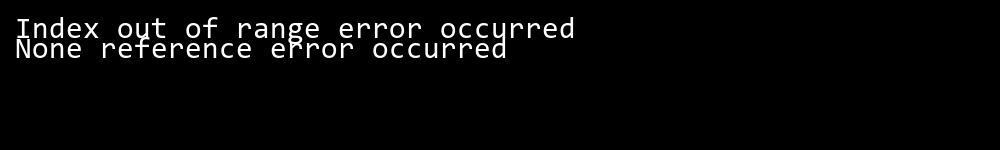 Index out of range error occurred
None reference error occurred